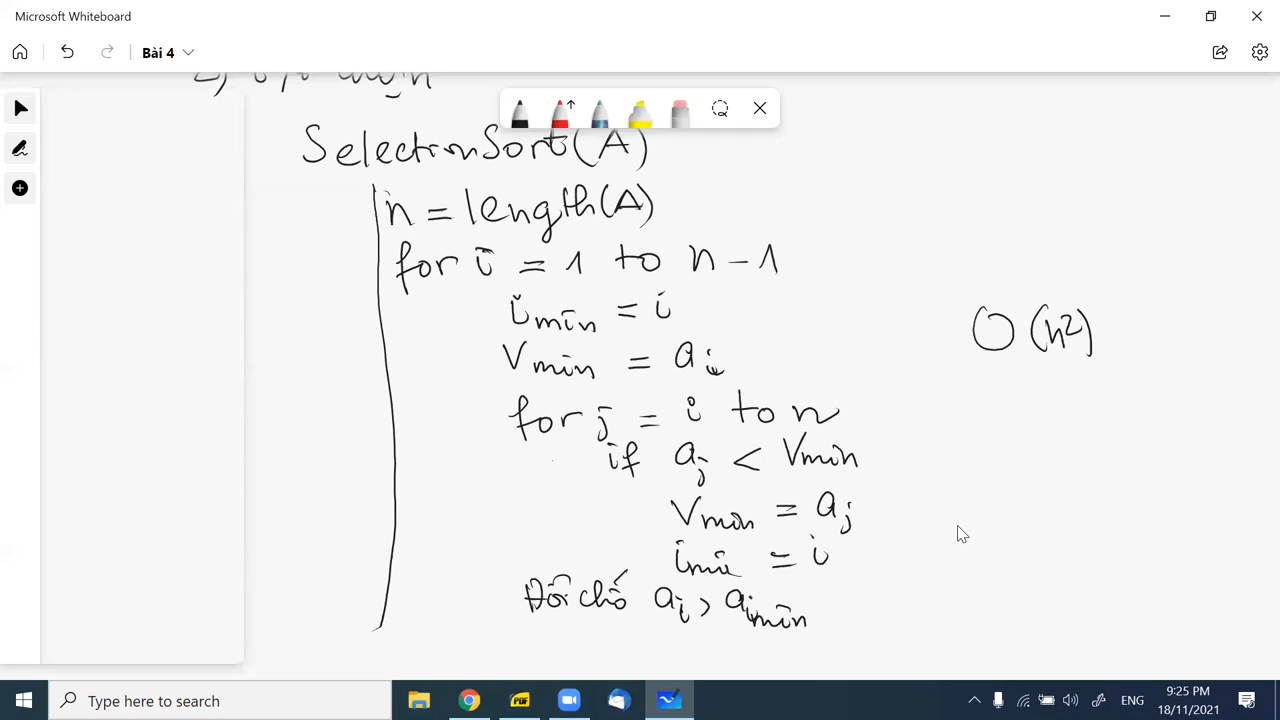 Microsoft Whiteboard
Bài 4
SelectionSort(A)
n = length(A)
for i = 1 to n - 1
imin = i
Vmin = ai
O(n²)
for j = i to n
if aj < Vmin
Vmin = aj
imin = i
Đổi chỗ ai, aimin
Type here to search
PDF
ENG
9:25 PM
18/11/2021